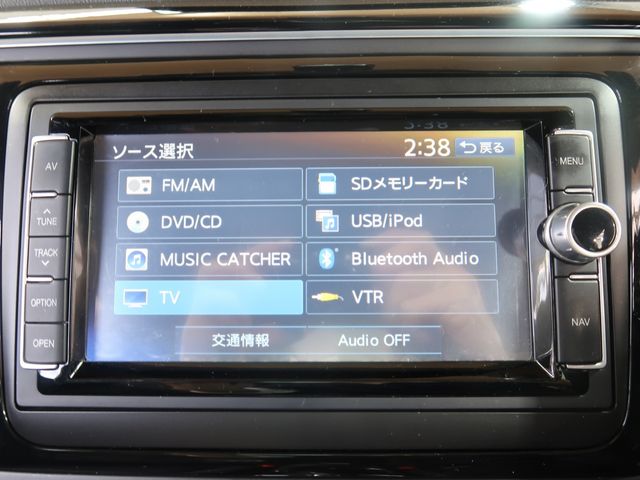 ソース選択 2:38 戻る
FM/AM SDメモリーカード
DVD/CD USB/iPod
MUSIC CATCHER Bluetooth Audio
TV VTR
交通情報 Audio OFF
AV
TUNE
TRACK
OPTION
OPEN
MENU
NAV